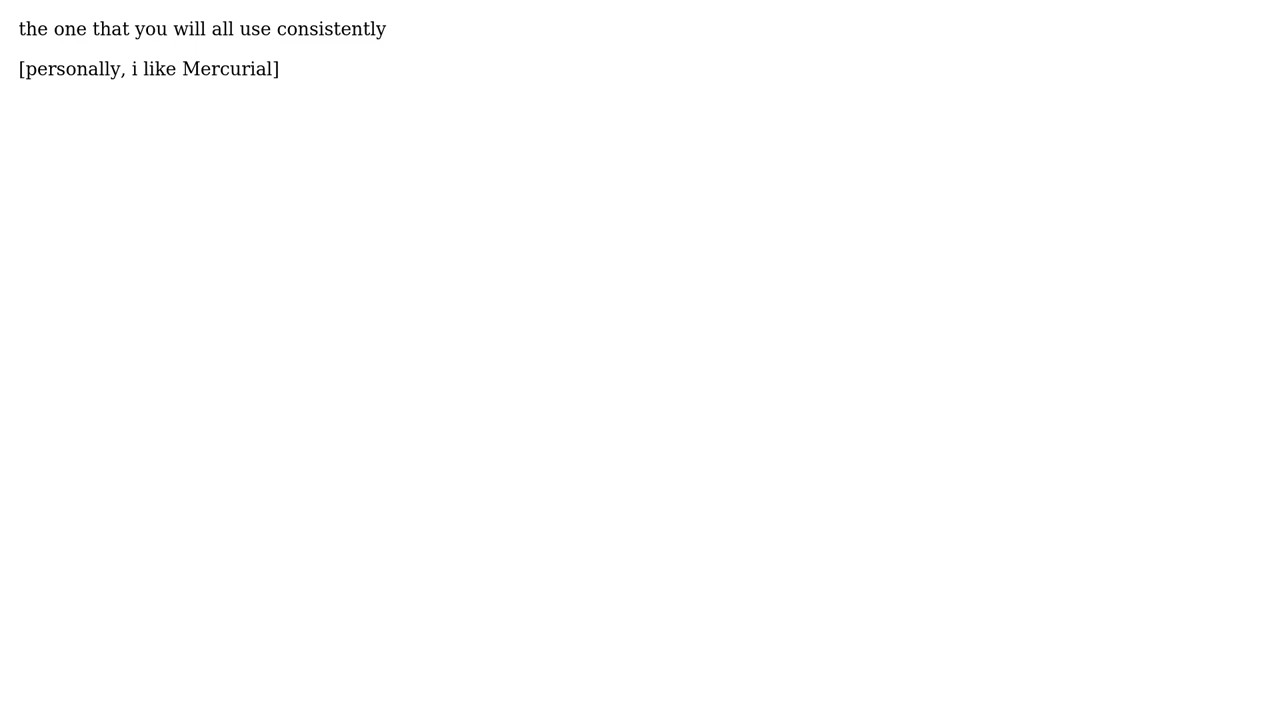 the one that you will all use consistently
[personally, i like Mercurial]